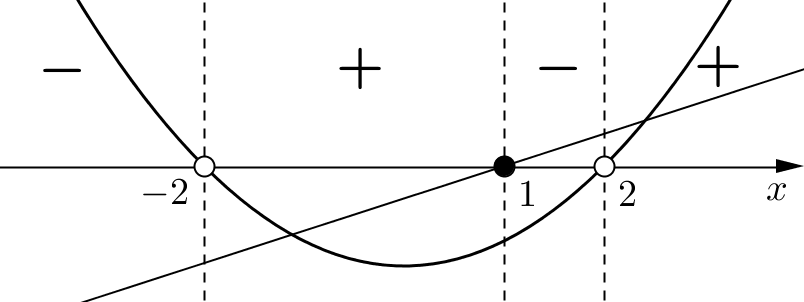 − + − +
−2 1 2 x